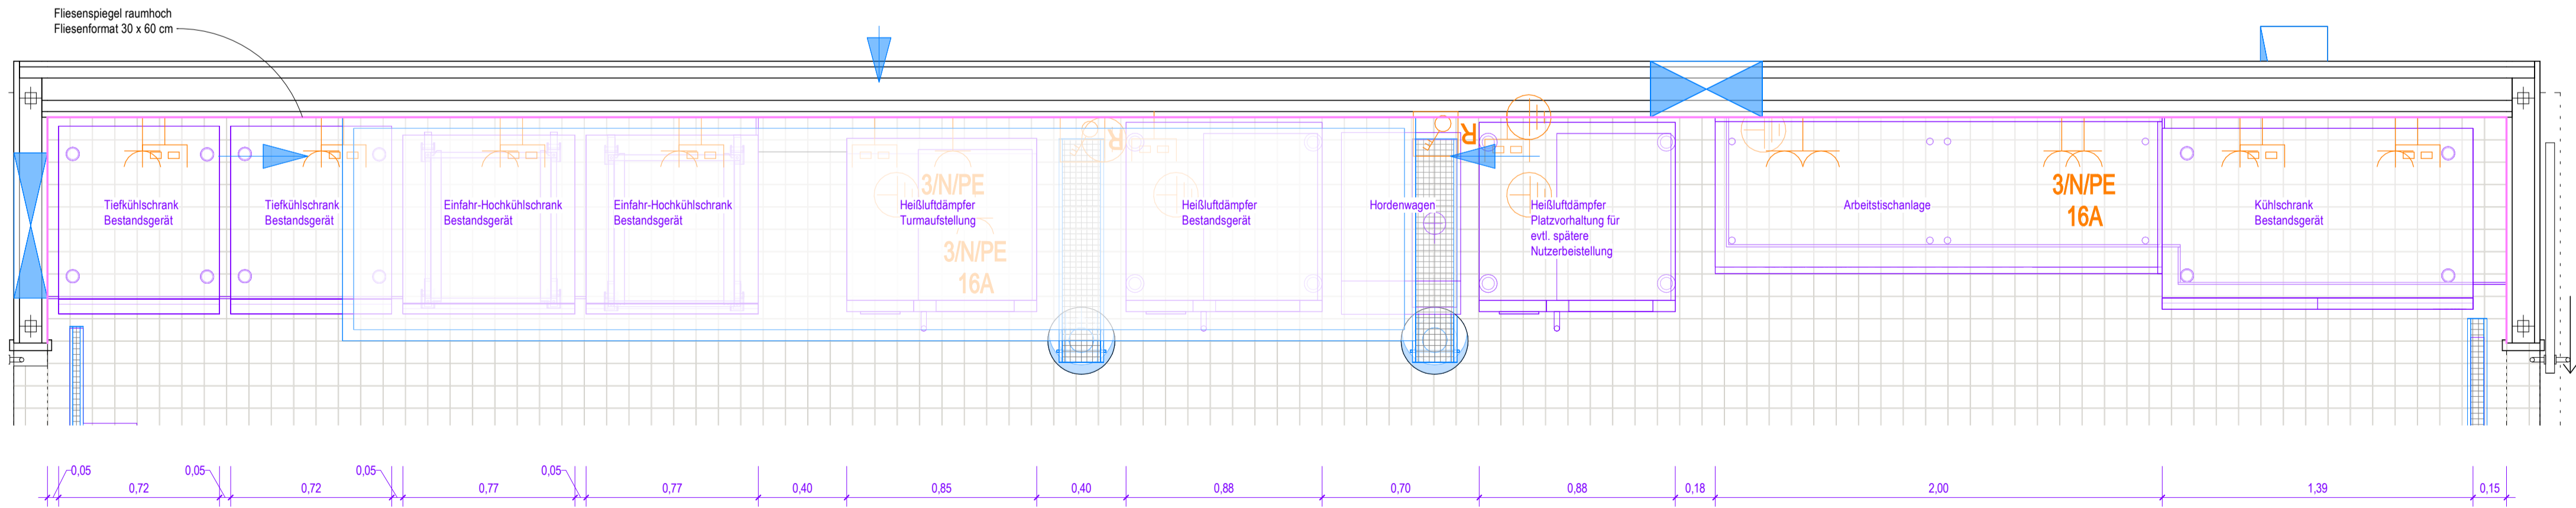 Fliesenspiegel raumhoch
Fliesenformat 30 x 60 cm
R
R
3/N/PE
3/N/PE
16A
3/N/PE
16A
Tiefkühlschrank
Bestandsgerät
Tiefkühlschrank
Bestandsgerät
Einfahr-Hochkühlschrank
Bestandsgerät
Einfahr-Hochkühlschrank
Bestandsgerät
Heißluftdämpfer
Turmaufstellung
Heißluftdämpfer
Bestandsgerät
Hordenwagen
Heißluftdämpfer
Platzvorhaltung für
evtl. spätere
Nutzerbeistellung
Arbeitstischanlage
Kühlschrank
Bestandsgerät
0,05
0,05
0,05
0,05
0,72
0,72
0,77
0,77
0,40
0,85
0,40
0,88
0,70
0,88
0,18
2,00
1,39
0,15